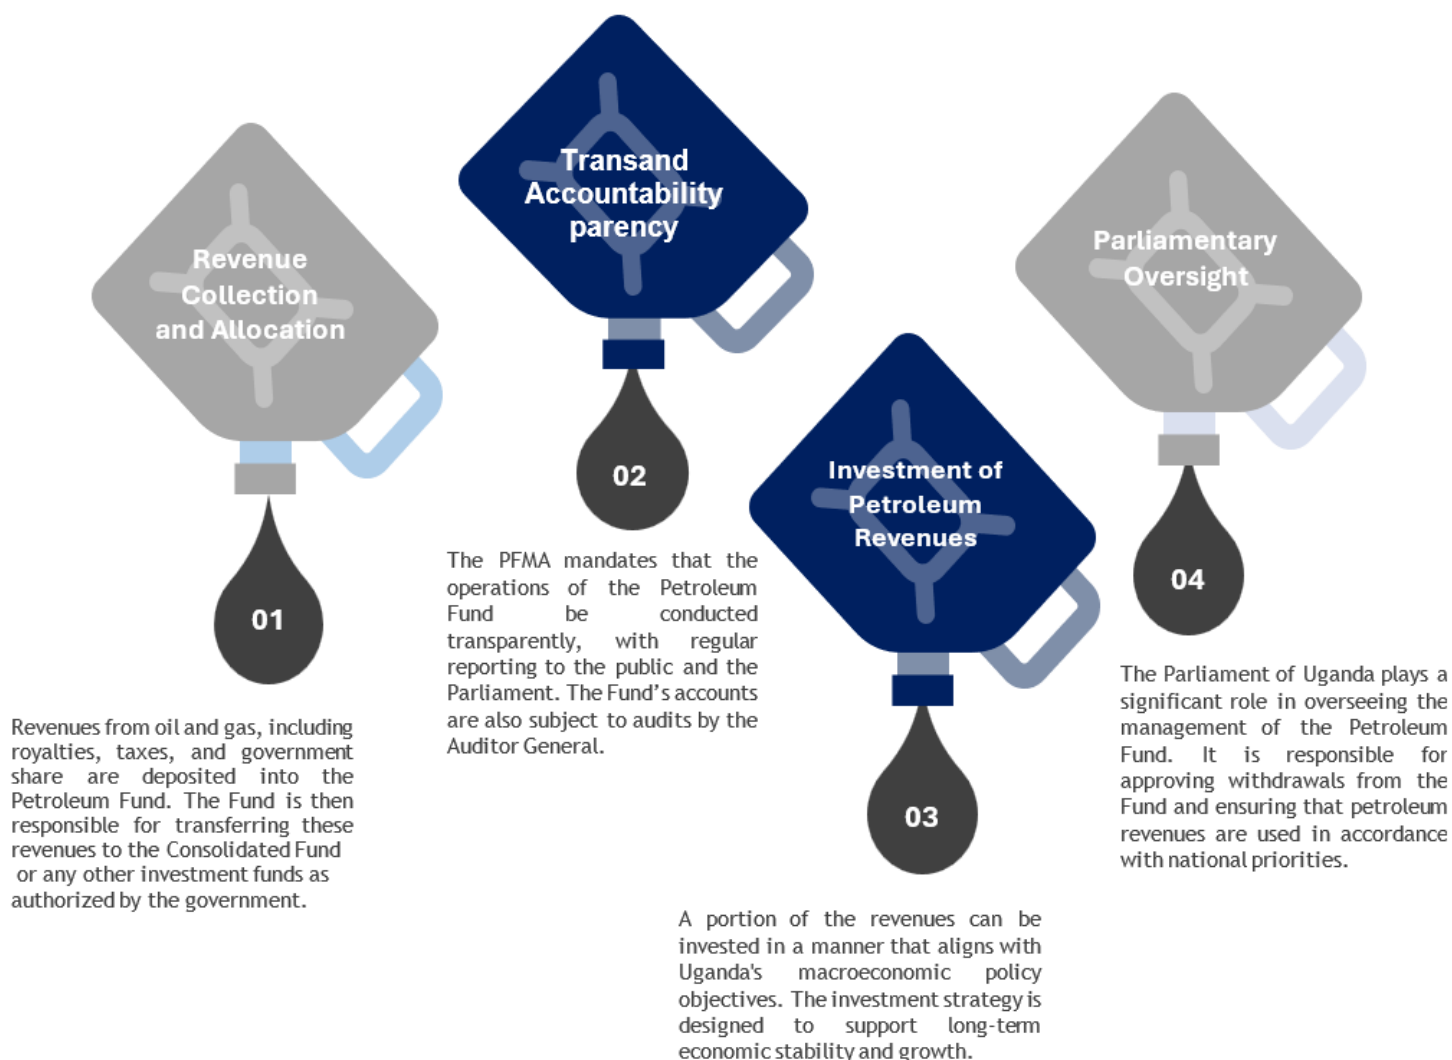 Revenue
Collection
and Allocation
01
Revenues from oil and gas, including
royalties, taxes, and government
share are deposited into the
Petroleum Fund. The Fund is then
responsible for transferring these
revenues to the Consolidated Fund
or any other investment funds as
authorized by the government.
Transand
Accountability
parency
02
The PFMA mandates that the
operations of the Petroleum
Fund be conducted
transparently, with regular
reporting to the public and the
Parliament. The Fund’s accounts
are also subject to audits by the
Auditor General.
Investment of
Petroleum
Revenues
03
A portion of the revenues can be
invested in a manner that aligns with
Uganda's macroeconomic policy
objectives. The investment strategy is
designed to support long-term
economic stability and growth.
Parliamentary
Oversight
04
The Parliament of Uganda plays a
significant role in overseeing the
management of the Petroleum
Fund. It is responsible for
approving withdrawals from the
Fund and ensuring that petroleum
revenues are used in accordance
with national priorities.